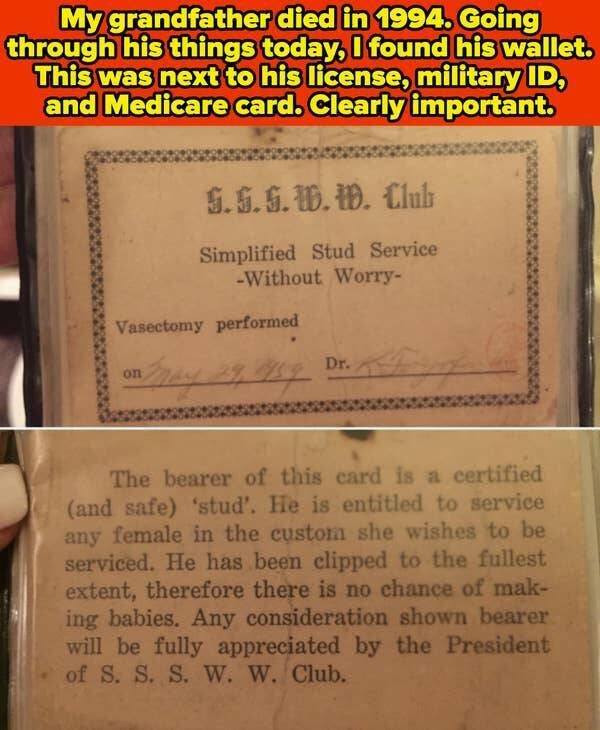 My grandfather died in 1994. Going
through his things today, I found his wallet.
This was next to his license, military ID,
and Medicare card. Clearly important.
S.S.S.W.W. Club
Simplified Stud Service
-Without Worry-
Vasectomy performed
on May 29, Dr.
The bearer of this card is a certified
(and safe) 'stud'. He is entitled to service
any female in the custom she wishes to be
serviced. He has been clipped to the fullest
extent, therefore there is no chance of mak-
ing babies. Any consideration shown bearer
will be fully appreciated by the President
of S. S. S. W. W. Club.